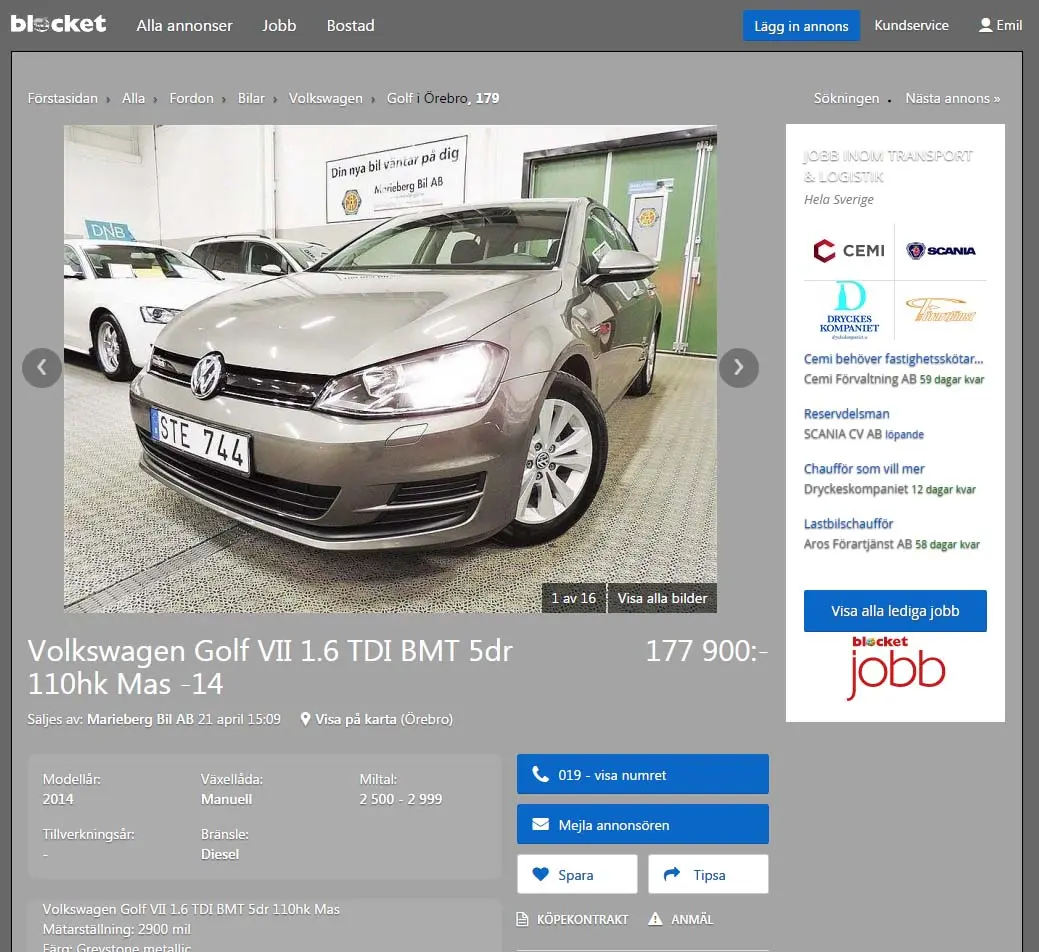 blocket
Alla annonser
Jobb
Bostad
Lägg in annons
Kundservice
Emil
Förstasidan › Alla › Fordon › Bilar › Volkswagen › Golf i Örebro, 179
Sökningen • Nästa annons »
Din nya bil väntar på dig
Marieberg Bil AB
DNB
STE 744
‹
›
1 av 16
Visa alla bilder
JOBB INOM TRANSPORT
& LOGISTIK
Hela Sverige
CEMI
SCANIA
D
DRYCKES
KOMPANIET
Förartjänst
Cemi behöver fastighetsskötar...
Cemi Förvaltning AB 59 dagar kvar
Reservdelsman
SCANIA CV AB löpande
Chaufför som vill mer
Dryckeskompaniet 12 dagar kvar
Lastbilschaufför
Aros Förartjänst AB 58 dagar kvar
Visa alla lediga jobb
blocket
jobb
Volkswagen Golf VII 1.6 TDI BMT 5dr
110hk Mas -14
177 900:-
Säljes av: Marieberg Bil AB 21 april 15:09
Visa på karta (Örebro)
Modellår:
2014
Växellåda:
Manuell
Miltal:
2 500 - 2 999
Tillverkningsår:
-
Bränsle:
Diesel
019 - visa numret
Mejla annonsören
Spara
Tipsa
KÖPEKONTRAKT
ANMÄL
Volkswagen Golf VII 1.6 TDI BMT 5dr 110hk Mas
Mätarställning: 2900 mil
Färg: Greystone metallic